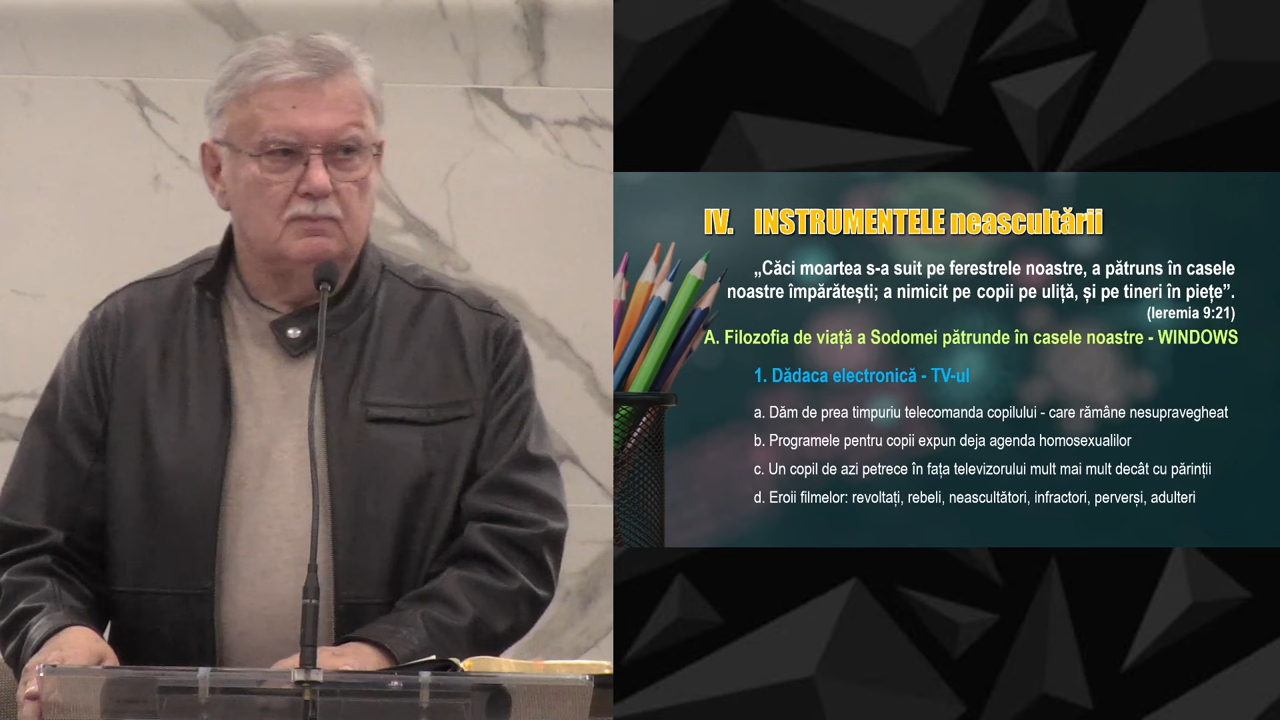 IV. INSTRUMENTELE neascultării
„Căci moartea s-a suit pe ferestrele noastre, a pătruns în casele
noastre împărătești; a nimicit pe copii pe uliță, și pe tineri în piețe”.
(Ieremia 9:21)
A. Filozofia de viață a Sodomei pătrunde în casele noastre - WINDOWS
1. Dădaca electronică - TV-ul
a. Dăm de prea timpuriu telecomanda copilului - care rămâne nesupravegheat
b. Programele pentru copii expun deja agenda homosexualilor
c. Un copil de azi petrece în fața televizorului mult mai mult decât cu părinții
d. Eroii filmelor: revoltați, rebeli, neascultători, infractori, perverși, adulteri